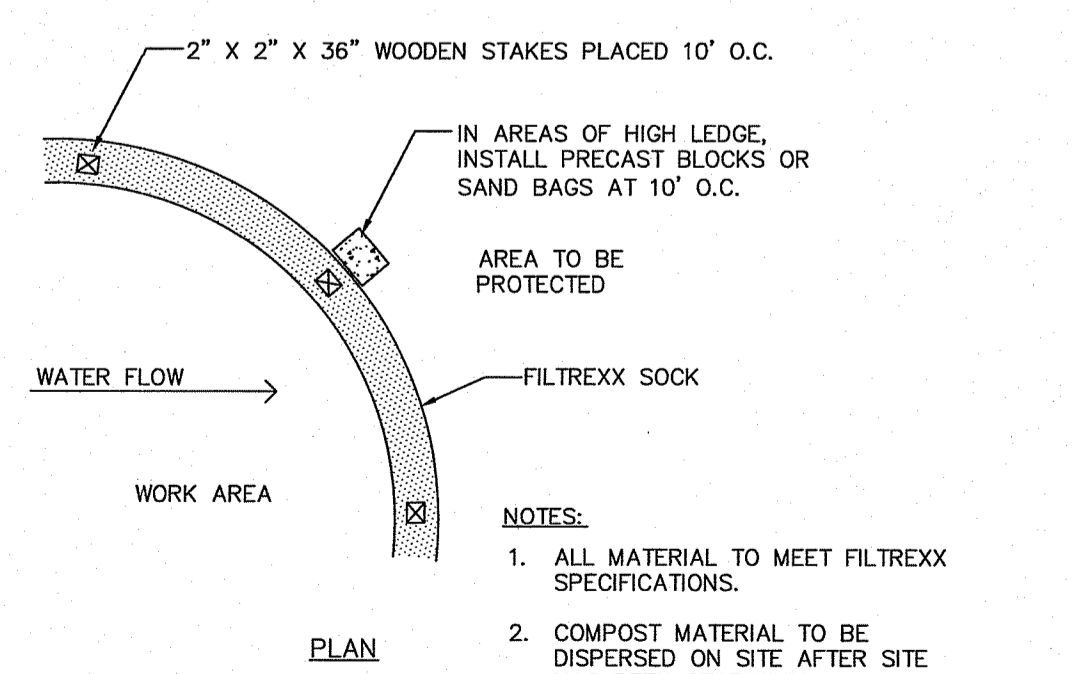 2" X 2" X 36" WOODEN STAKES PLACED 10' O.C.
IN AREAS OF HIGH LEDGE,
INSTALL PRECAST BLOCKS OR
SAND BAGS AT 10' O.C.
AREA TO BE
PROTECTED
WATER FLOW
FILTREXX SOCK
WORK AREA
NOTES:
1. ALL MATERIAL TO MEET FILTREXX
SPECIFICATIONS.
2. COMPOST MATERIAL TO BE
DISPERSED ON SITE AFTER SITE
PLAN